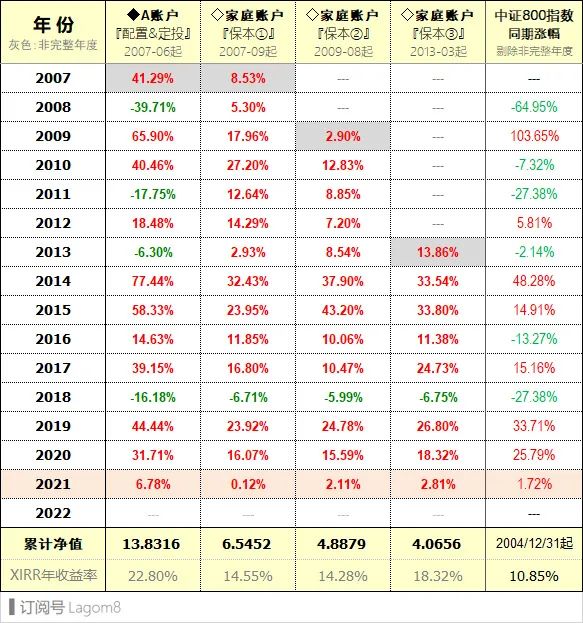 年 份 ◆A账户 ◇家庭账户 ◇家庭账户 ◇家庭账户 中证800指数
『配置&定投』 『保本①』 『保本②』 『保本③』 同期涨幅
灰色:非完整年度 2007-06起 2007-09起 2009-08起 2013-03起 剔除非完整年度
2007 41.29% 8.53% --- --- ---
2008 -39.71% 5.30% --- --- -64.95%
2009 65.90% 17.96% 2.90% --- 103.65%
2010 40.46% 27.20% 12.83% --- -7.32%
2011 -17.75% 12.64% 8.85% --- -27.38%
2012 18.48% 14.29% 7.20% --- 5.81%
2013 -6.30% 2.93% 8.54% 13.86% -2.14%
2014 77.44% 32.43% 37.90% 33.54% 48.28%
2015 58.33% 23.95% 43.20% 33.80% 14.91%
2016 14.63% 11.85% 10.06% 11.38% -13.27%
2017 39.15% 16.80% 10.47% 24.73% 15.16%
2018 -16.18% -6.71% -5.99% -6.75% -27.38%
2019 44.44% 23.92% 24.78% 26.80% 33.71%
2020 31.71% 16.07% 15.59% 18.32% 25.79%
2021 6.78% 0.12% 2.11% 2.81% 1.72%
2022 --- --- --- --- ---
累计净值 13.8316 6.5452 4.8879 4.0656 2004/12/31起
XIRR年收益率 22.80% 14.55% 14.28% 18.32% 10.85%
▌订阅号 Lagom8